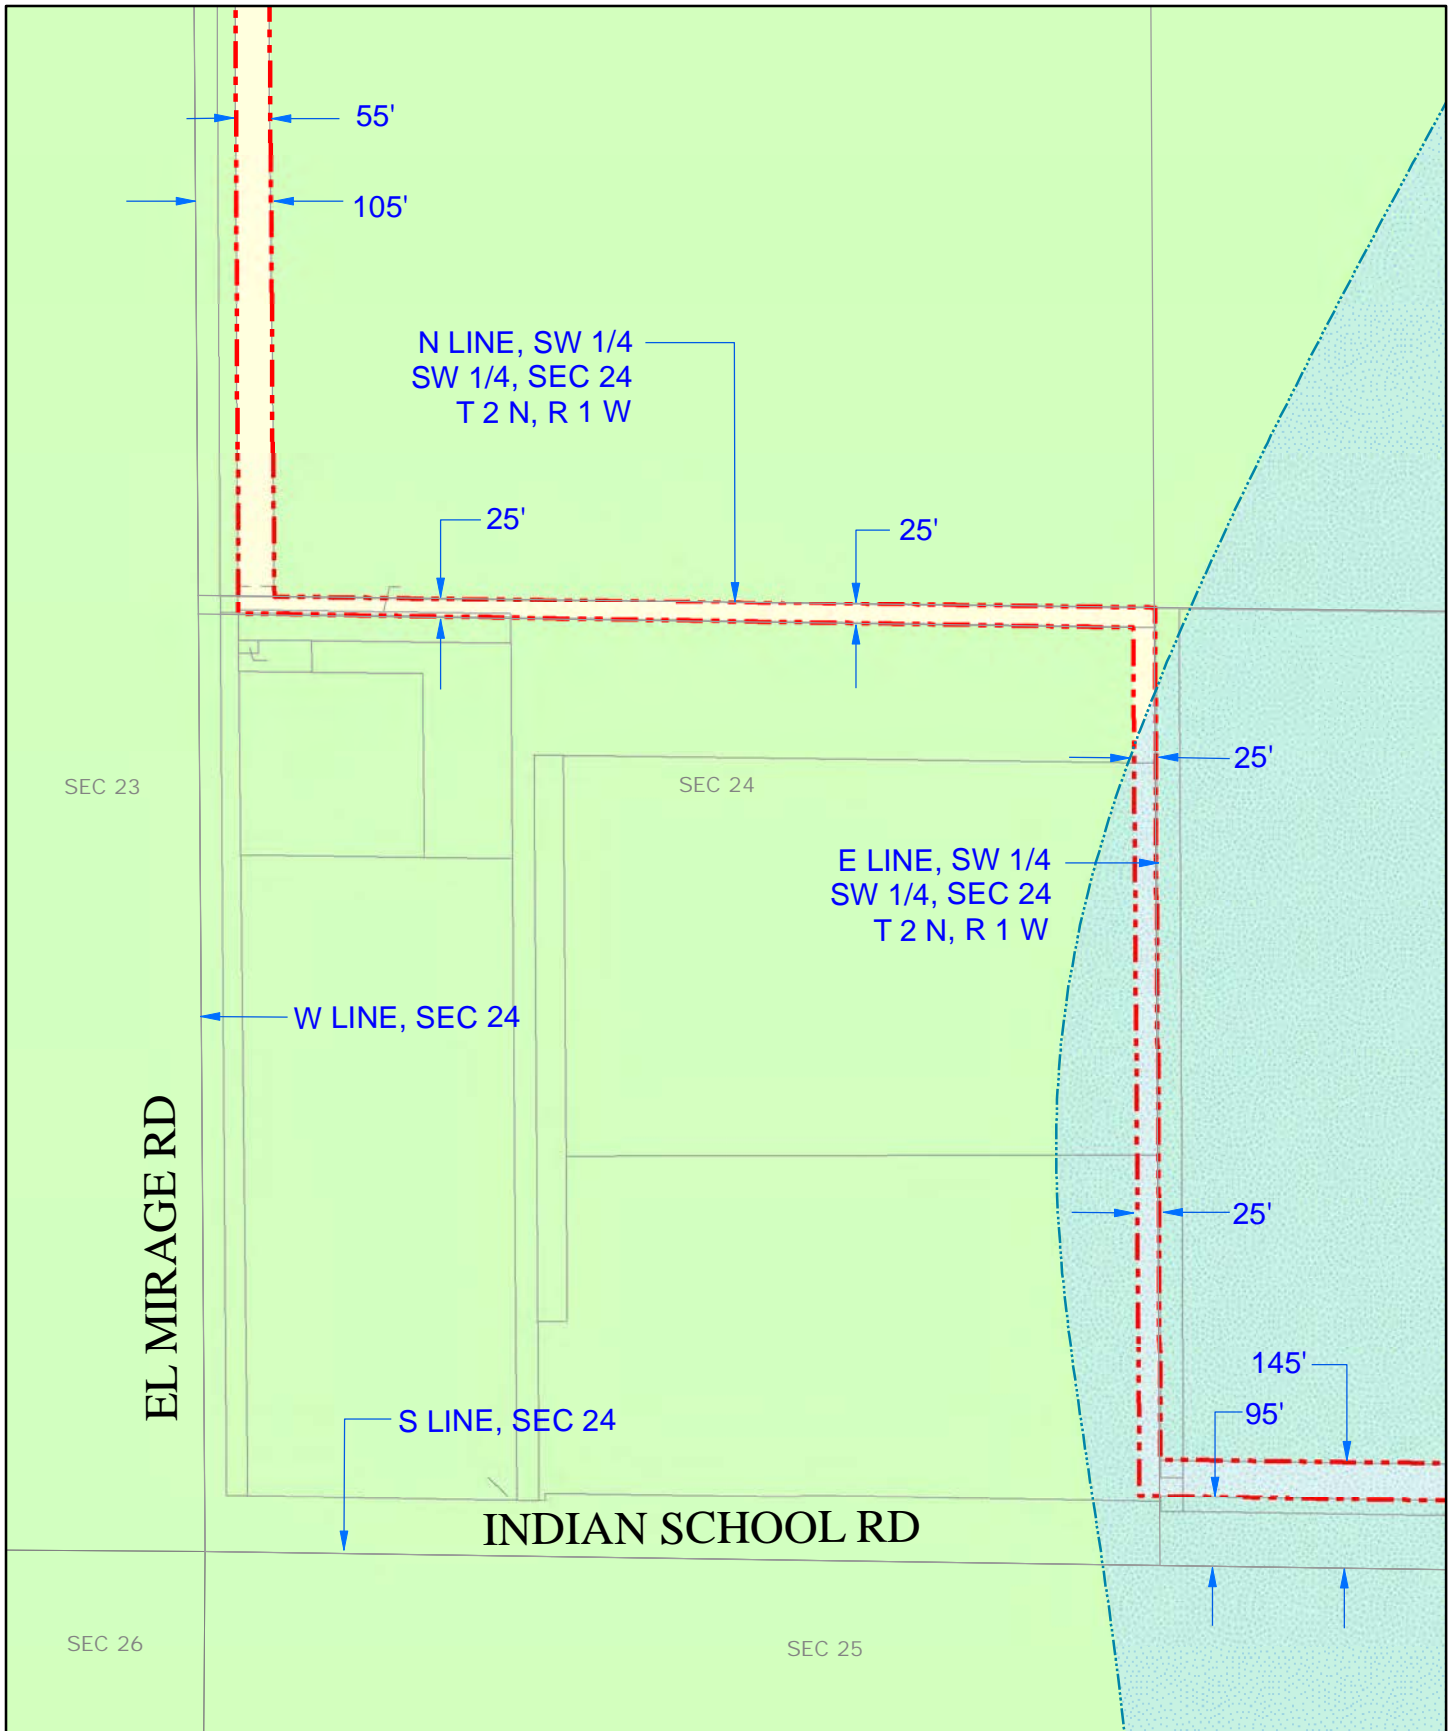 55'
105'
N LINE, SW 1/4
SW 1/4, SEC 24
T 2 N, R 1 W
25'
25'
SEC 23
SEC 24
25'
E LINE, SW 1/4
SW 1/4, SEC 24
T 2 N, R 1 W
W LINE, SEC 24
EL MIRAGE RD
25'
145'
95'
S LINE, SEC 24
INDIAN SCHOOL RD
SEC 26
SEC 25